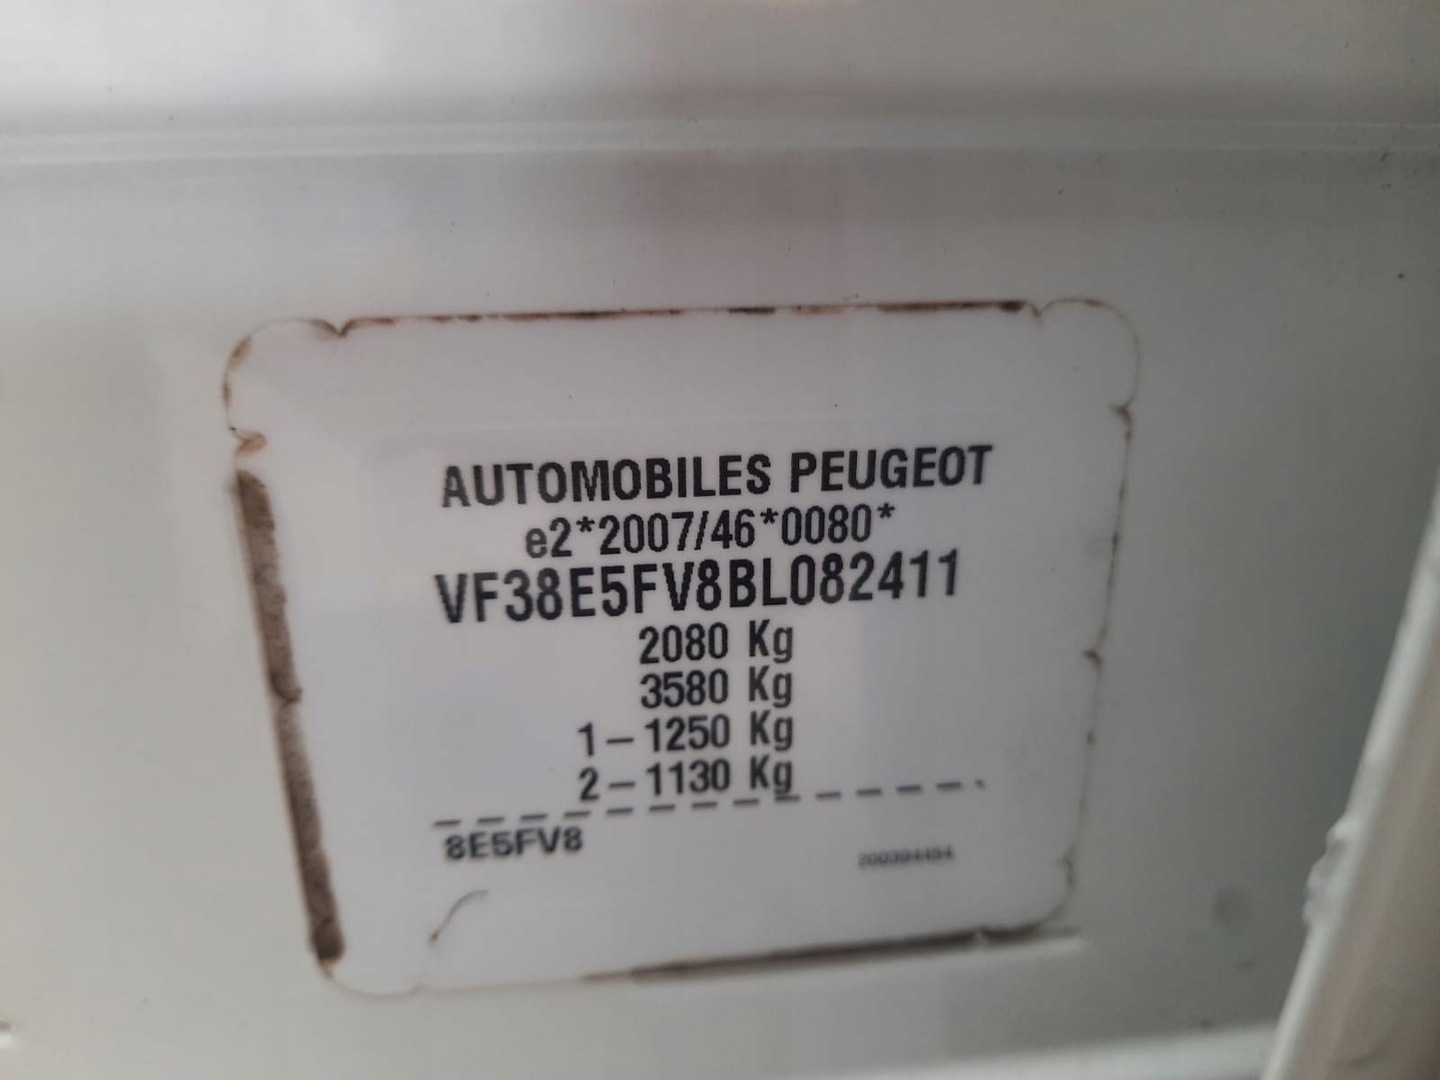 AUTOMOBILES PEUGEOT
e2*2007/46*0080*
VF38E5FV8BL082411
2080 Kg
3580 Kg
1-1250 Kg
2-1130 Kg
8E5FV8